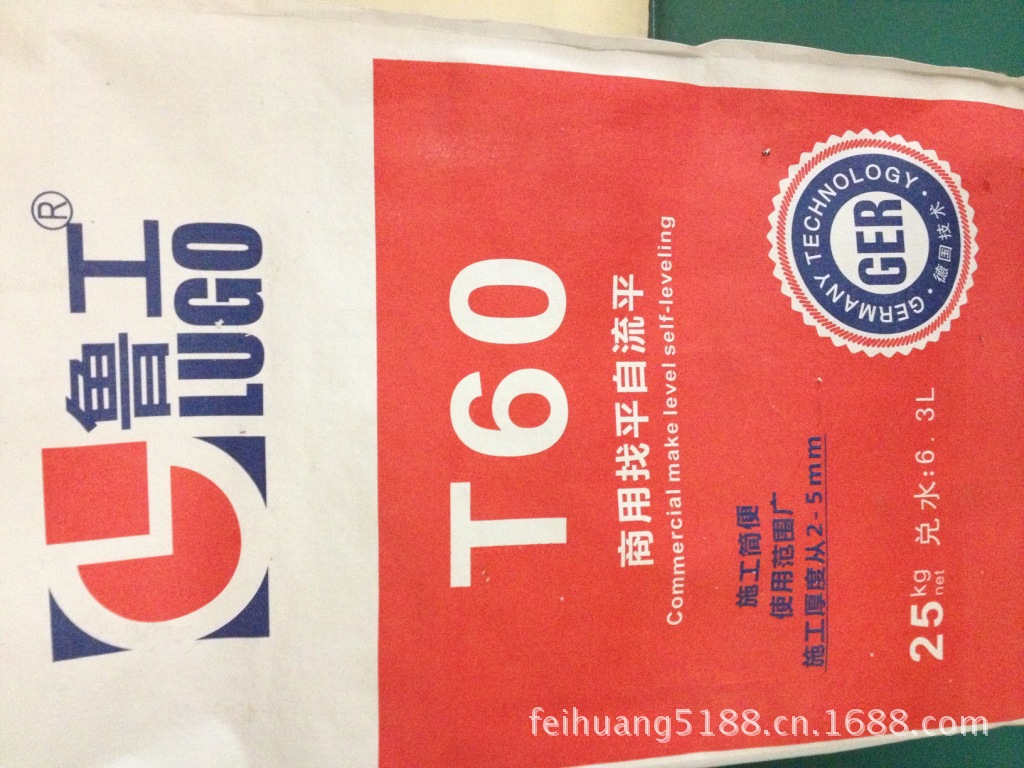 鲁工®
LUGO
T60
商用找平自流平
Commercial make level self-leveling
施工简便
使用范围广
施工厚度从2-5mm
25kg net 兑水:6.3L
·GERMANY TECHNOLOGY·
GER
德国技术
feihuang5188.cn.1688.com